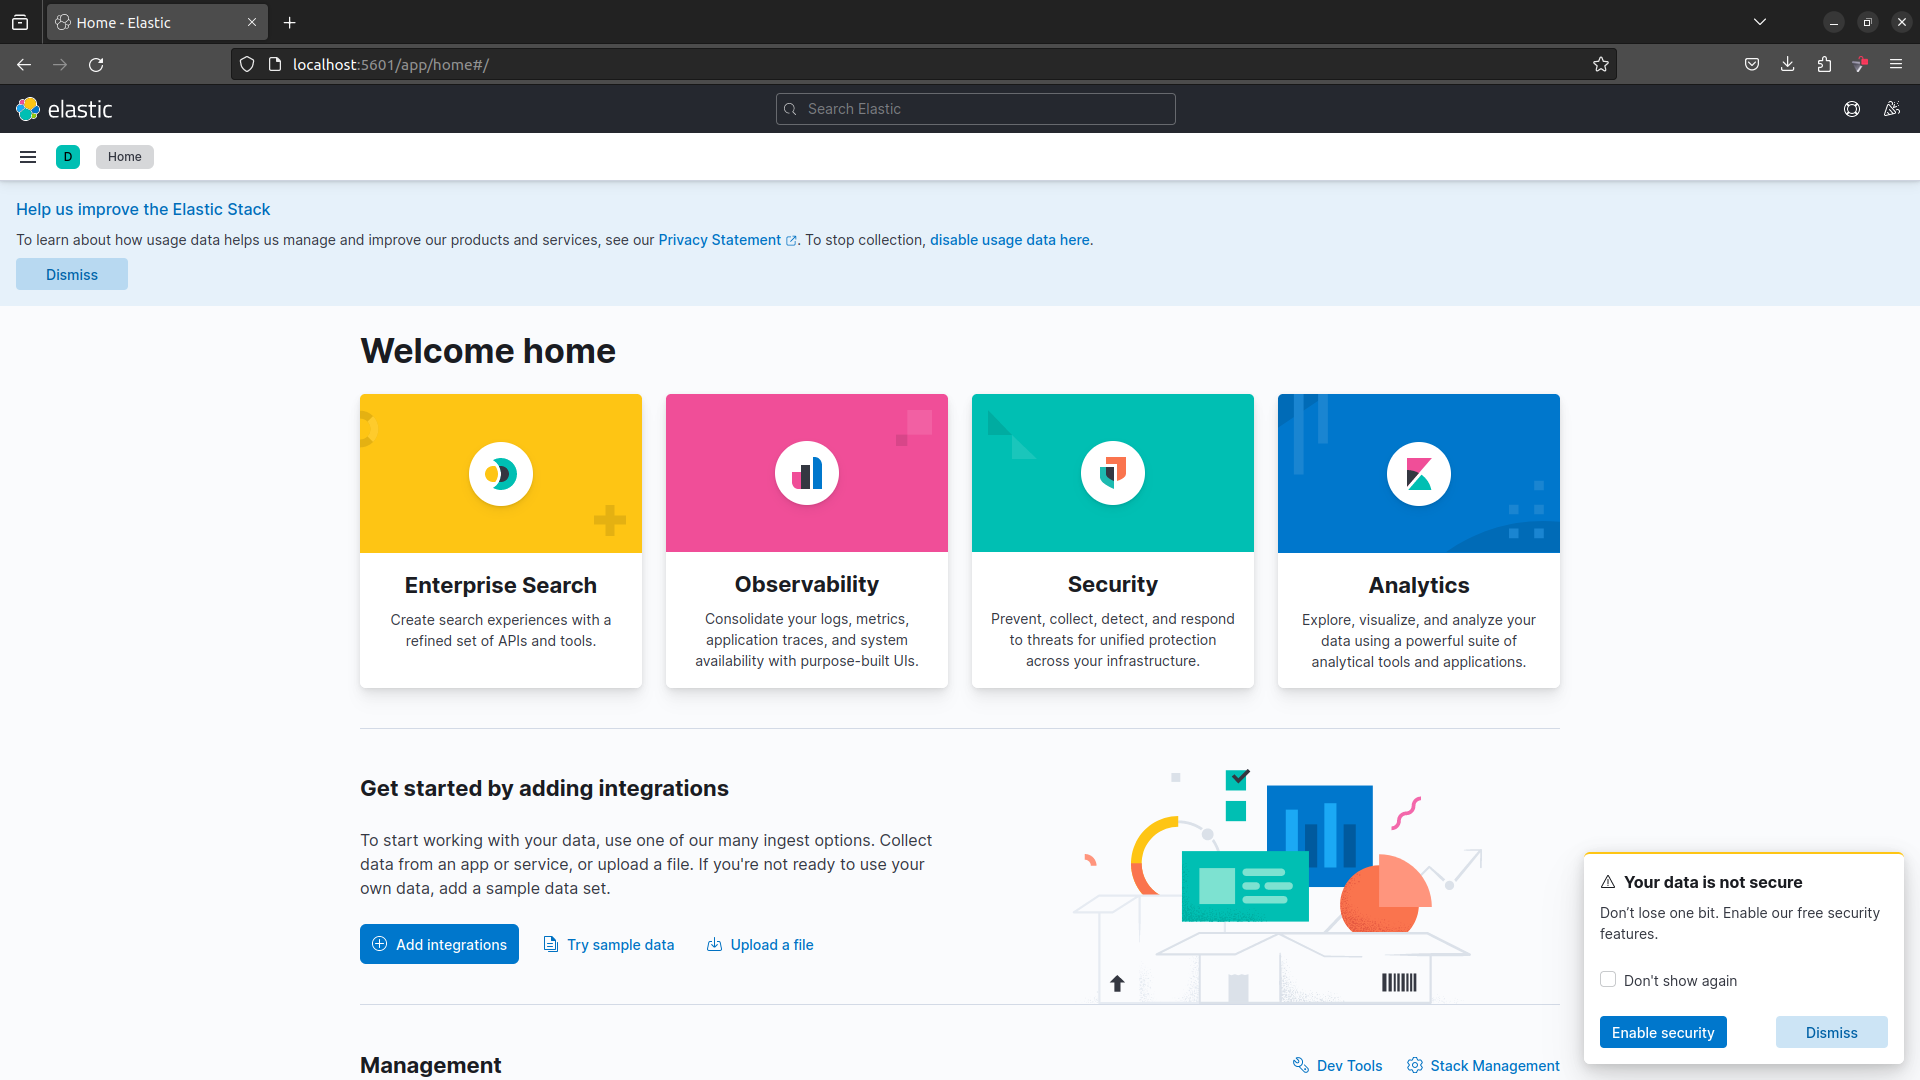 Home - Elastic
localhost:5601/app/home#/
elastic
Search Elastic
D
Home
Help us improve the Elastic Stack
To learn about how usage data helps us manage and improve our products and services, see our Privacy Statement. To stop collection, disable usage data here.
Dismiss
Welcome home
Enterprise Search
Create search experiences with a
refined set of APIs and tools.
Observability
Consolidate your logs, metrics,
application traces, and system
availability with purpose-built UIs.
Security
Prevent, collect, detect, and respond
to threats for unified protection
across your infrastructure.
Analytics
Explore, visualize, and analyze your
data using a powerful suite of
analytical tools and applications.
Get started by adding integrations
To start working with your data, use one of our many ingest options. Collect
data from an app or service, or upload a file. If you're not ready to use your
own data, add a sample data set.
Add integrations
Try sample data
Upload a file
Management
Dev Tools
Stack Management
Your data is not secure
Don’t lose one bit. Enable our free security
features.
Don't show again
Enable security
Dismiss